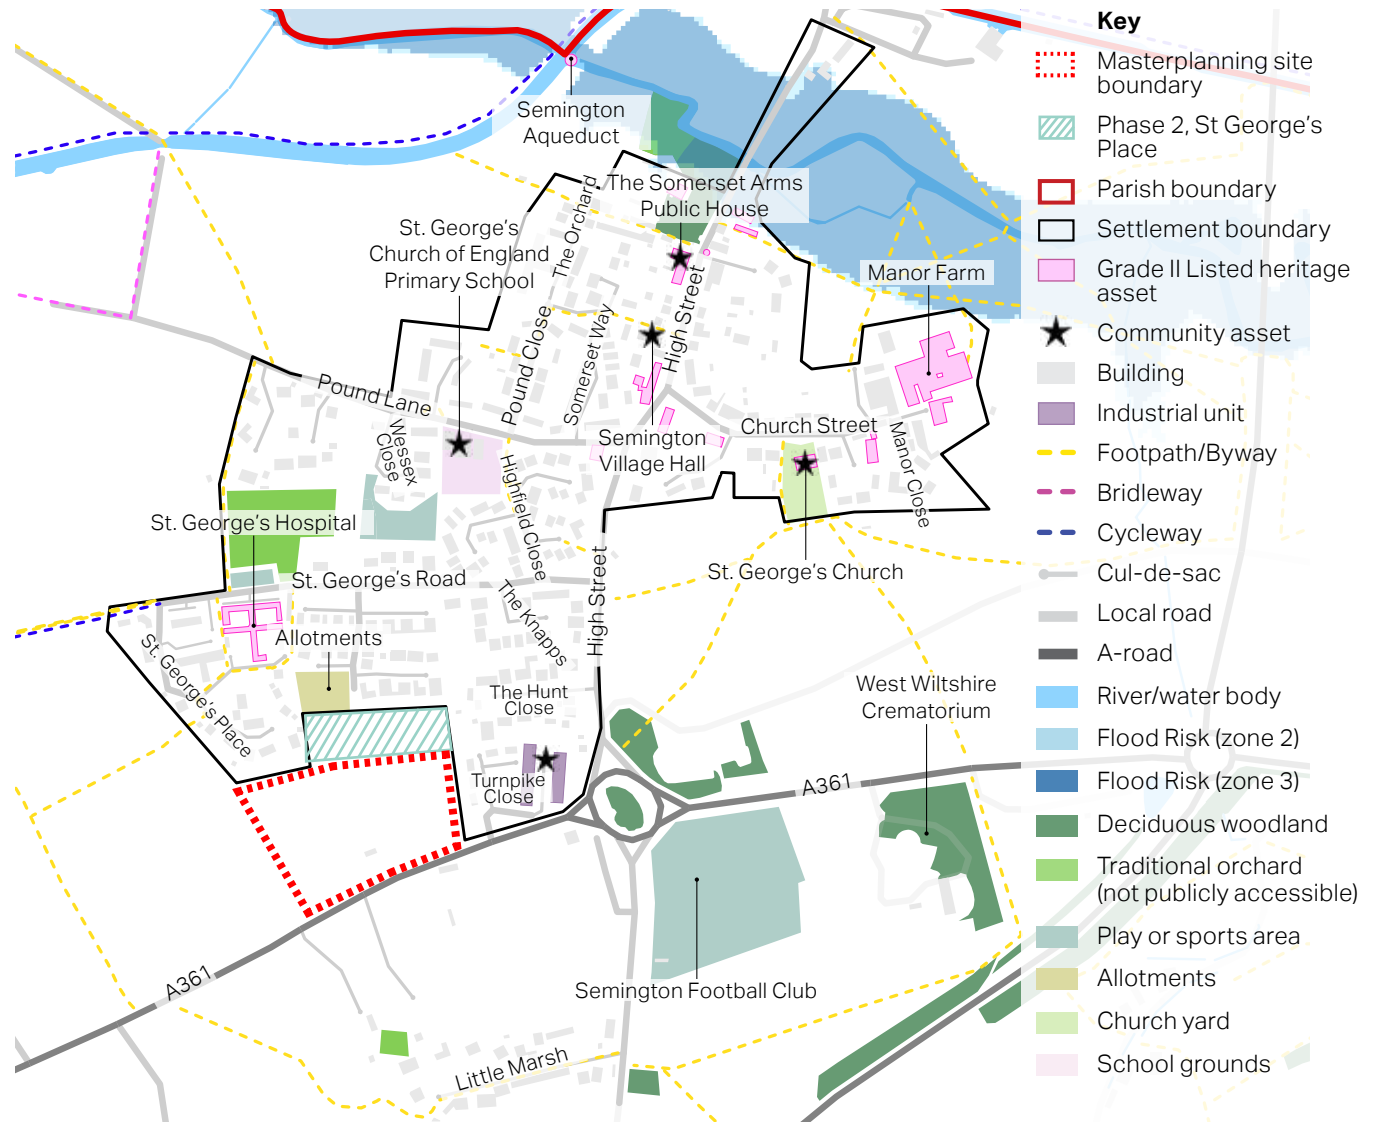 Semington
Aqueduct
The Somerset Arms
Public House
St. George's
Church of England
Primary School
The Orchard
Manor Farm
High Street
Pound Close
Somerset Way
Pound Lane
Wessex
Close
Church Street
Semington
Village Hall
Manor Close
Highfield Close
St. George's Hospital
St. George's Church
St. George's Road
High Street
The Knapps
Allotments
St. George's Place
The Hunt
Close
West Wiltshire
Crematorium
Turnpike
Close
A361
A361
Semington Football Club
Little Marsh
Key
Masterplanning site
boundary
Phase 2, St George's
Place
Parish boundary
Settlement boundary
Grade II Listed heritage
asset
Community asset
Building
Industrial unit
Footpath/Byway
Bridleway
Cycleway
Cul-de-sac
Local road
A-road
River/water body
Flood Risk (zone 2)
Flood Risk (zone 3)
Deciduous woodland
Traditional orchard
(not publicly accessible)
Play or sports area
Allotments
Church yard
School grounds